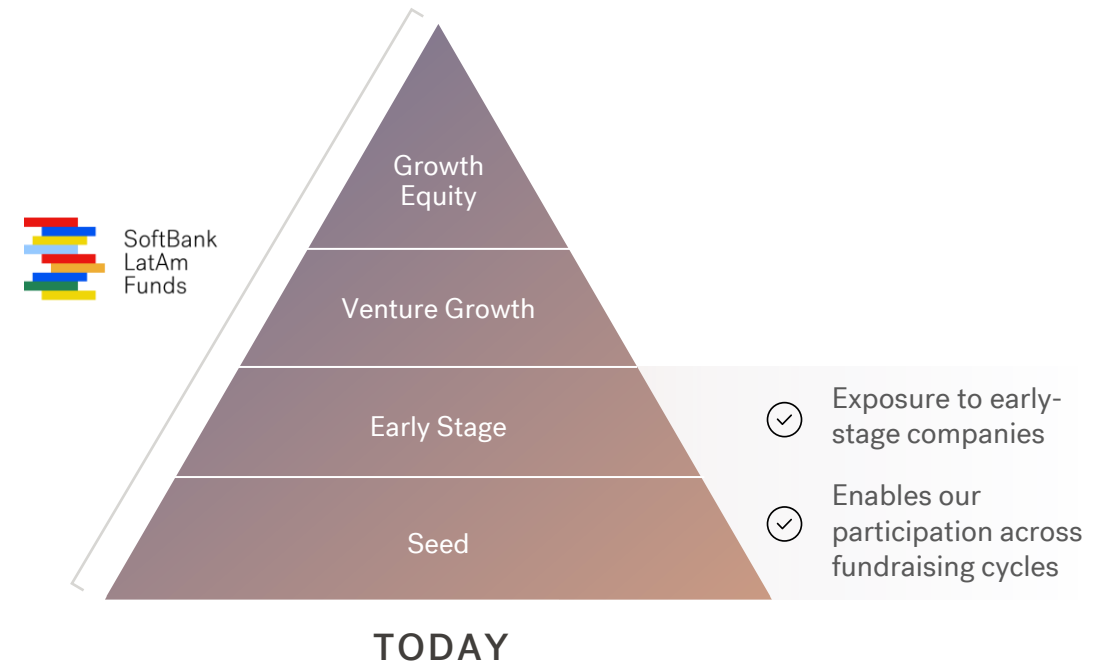 Growth
Equity
SoftBank
LatAm
Funds
Venture Growth
Early Stage
Exposure to early-
stage companies
Seed
Enables our
participation across
fundraising cycles
TODAY